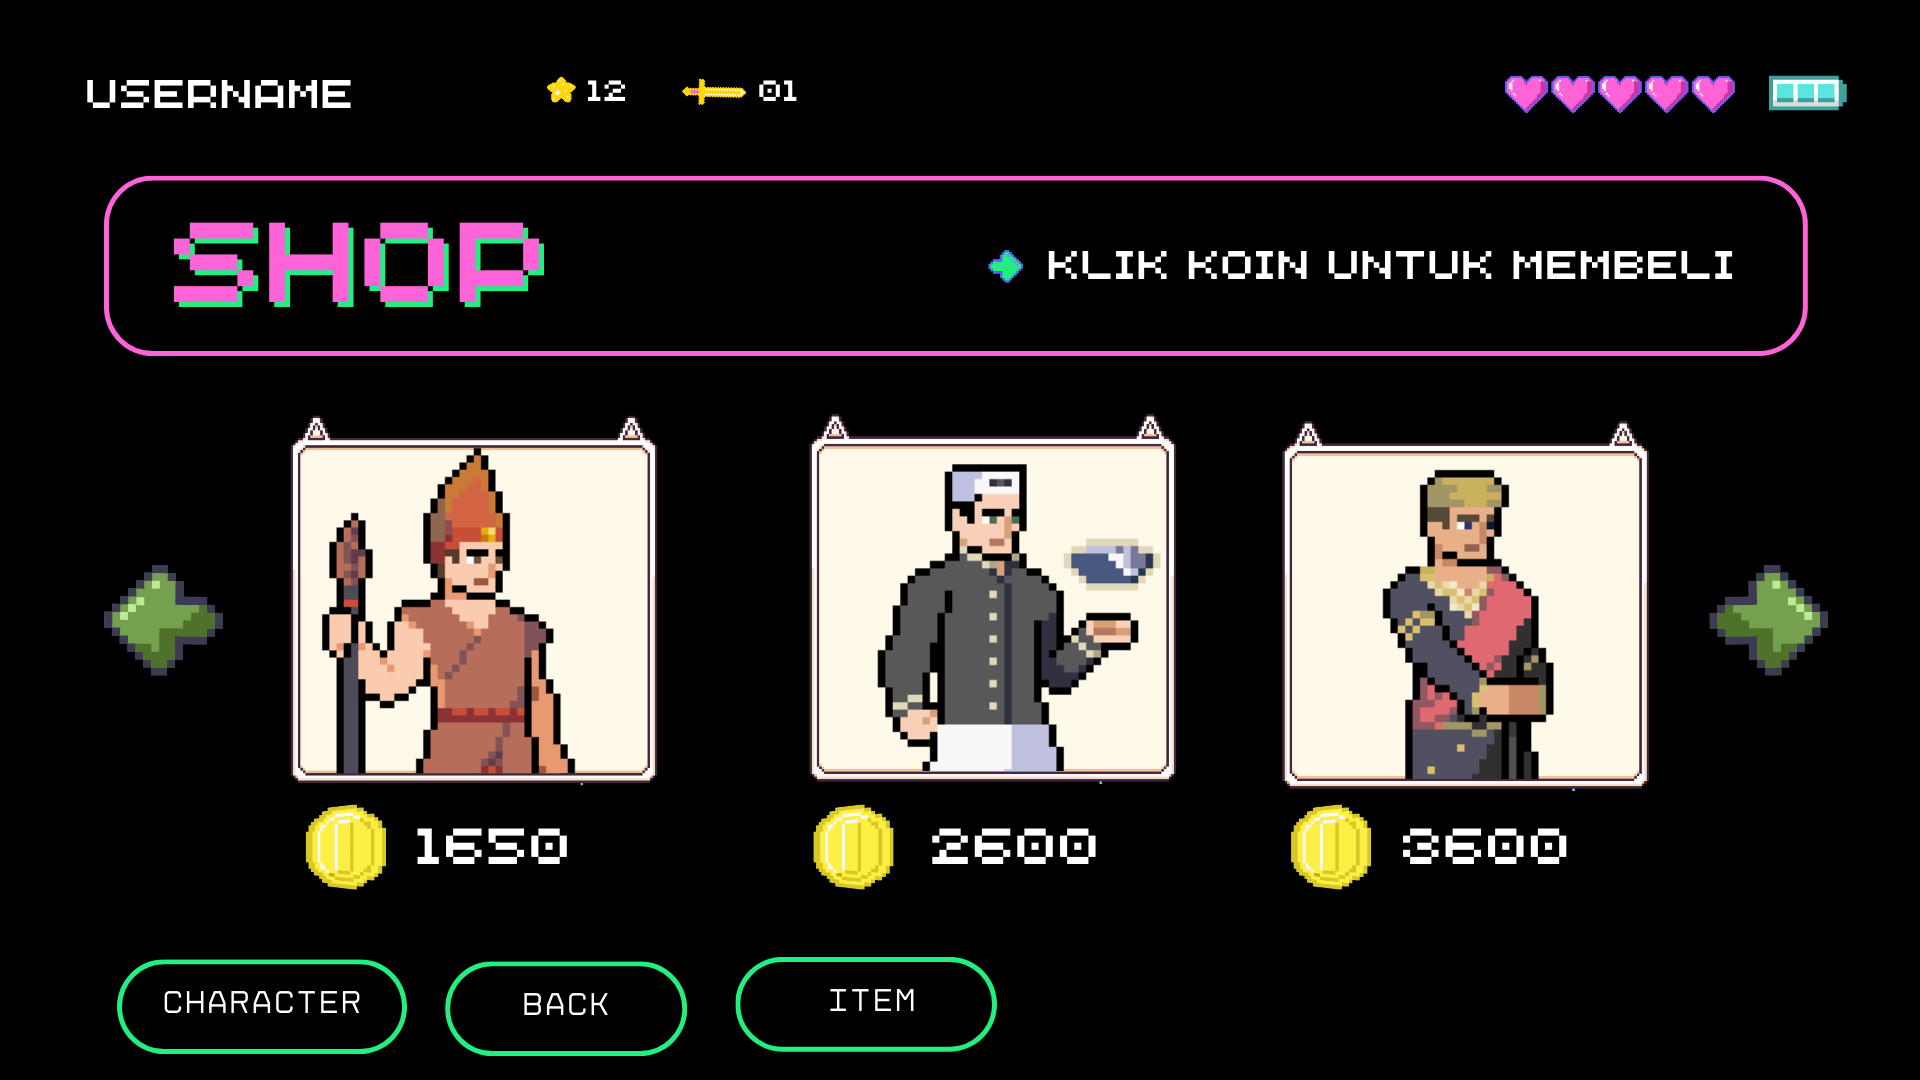 USERNAME 12 01
SHOP
KLIK KOIN UNTUK MEMBELI
1650 2600 3600
CHARACTER BACK ITEM